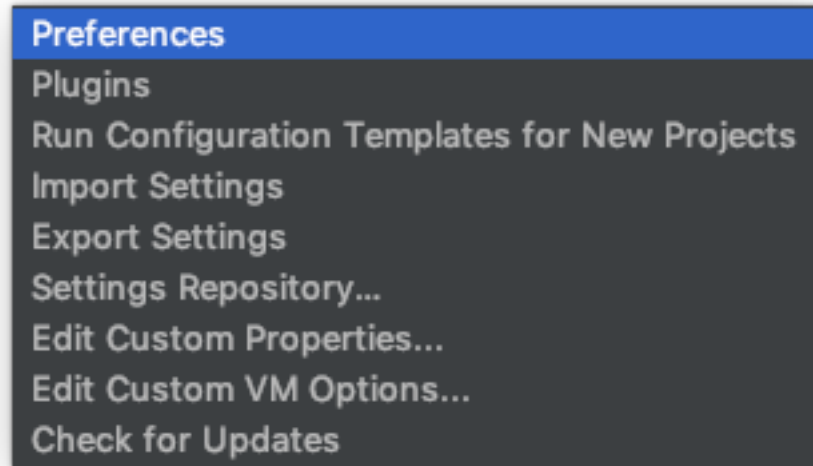 Preferences
Plugins
Run Configuration Templates for New Projects
Import Settings
Export Settings
Settings Repository...
Edit Custom Properties...
Edit Custom VM Options...
Check for Updates